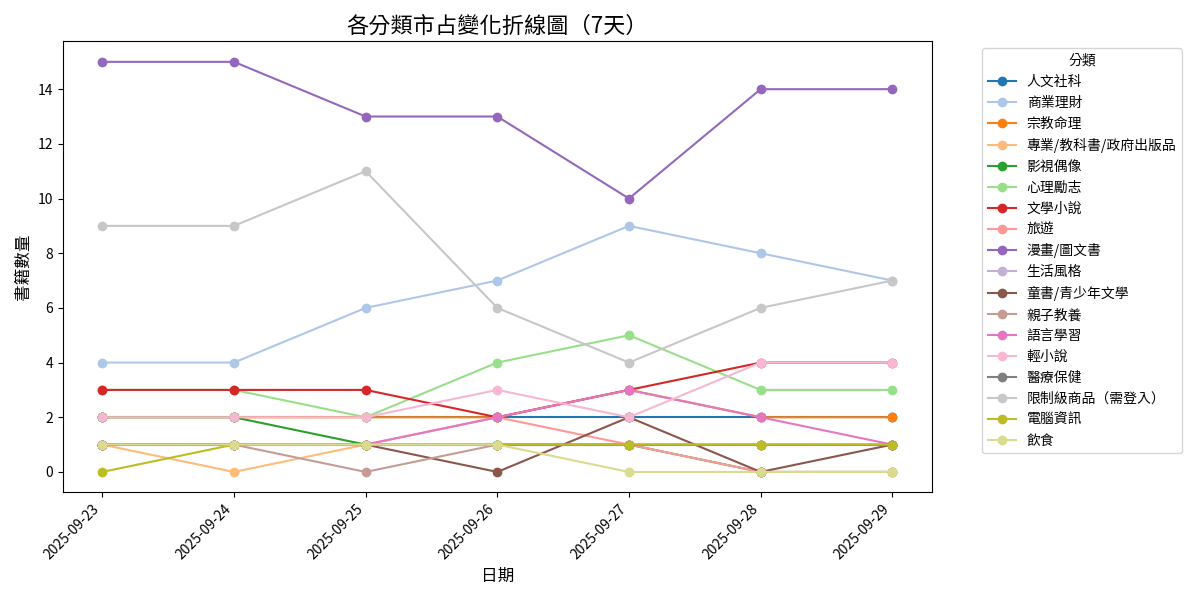 各分類市占變化折線圖（7天）
書籍數量
14
12
10
8
6
4
2
0
2025-09-23
2025-09-24
2025-09-25
2025-09-26
2025-09-27
2025-09-28
2025-09-29
日期
分類
人文社科
商業理財
宗教命理
專業/教科書/政府出版品
影視偶像
心理勵志
文學小說
旅遊
漫畫/圖文書
生活風格
童書/青少年文學
親子教養
語言學習
輕小說
醫療保健
限制級商品（需登入）
電腦資訊
飲食